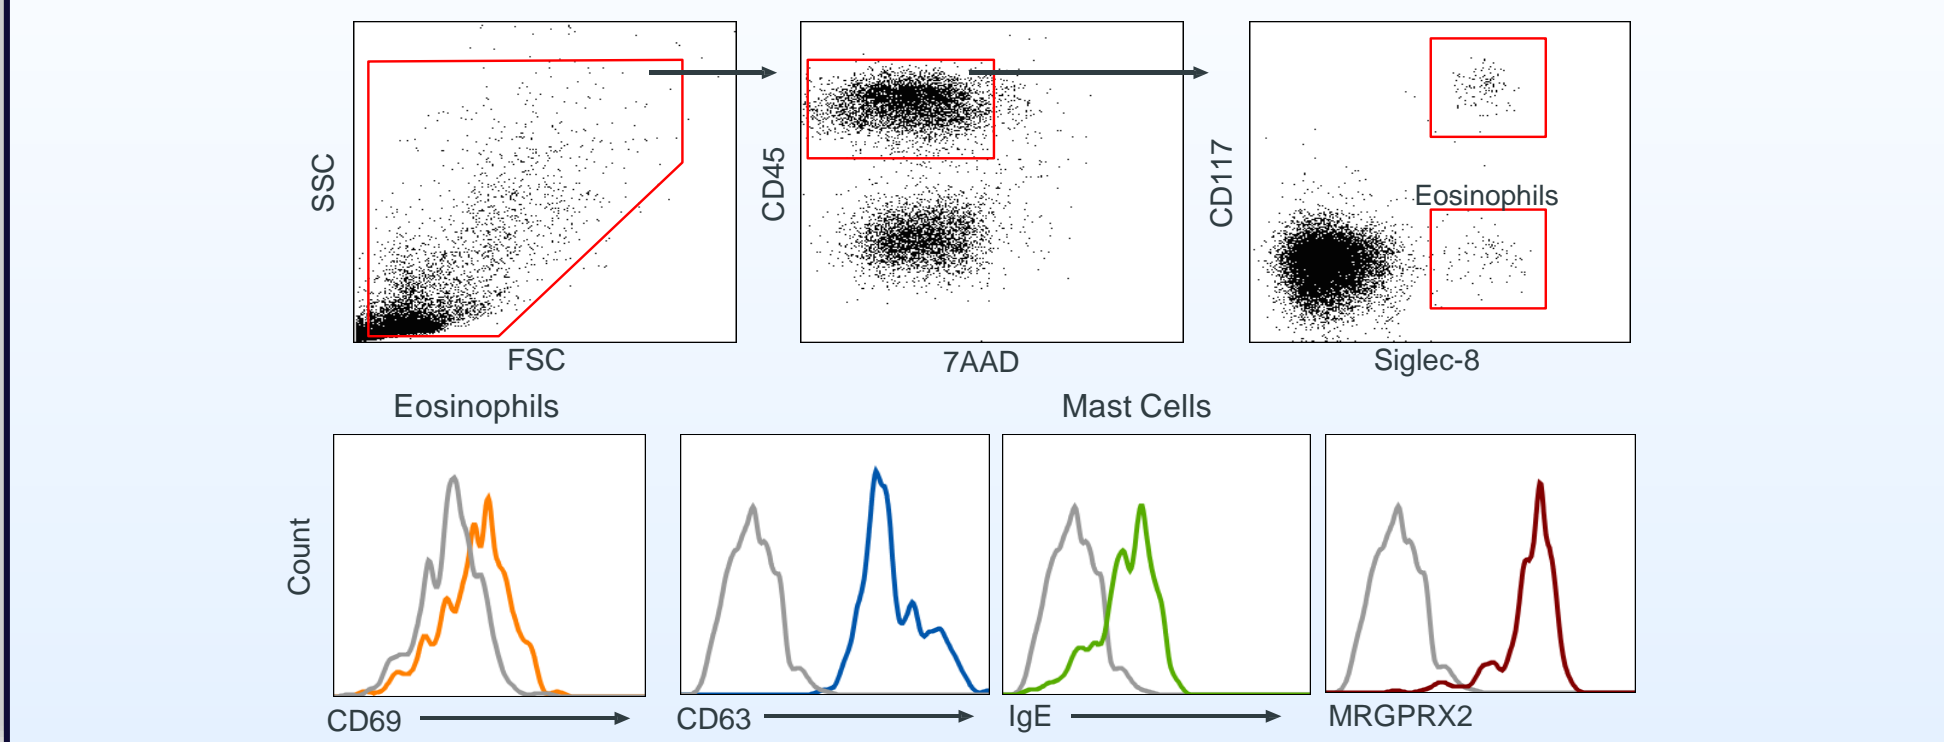 SSC
FSC
CD45
7AAD
CD117
Eosinophils
Siglec-8
Eosinophils
Mast Cells
Count
CD69
CD63
IgE
MRGPRX2